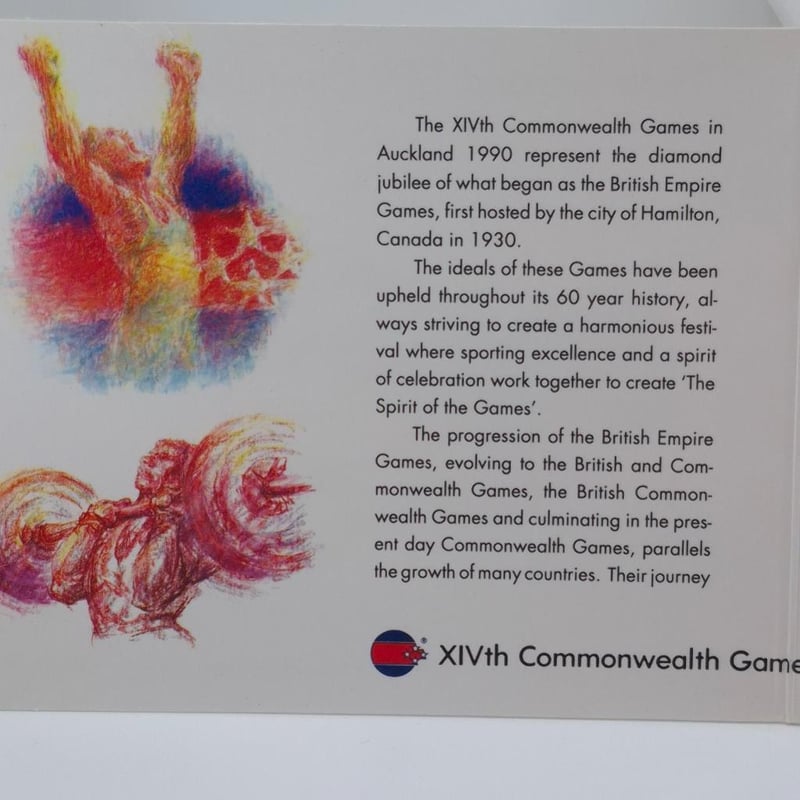 The XIVth Commonwealth Games in
Auckland 1990 represent the diamond
jubilee of what began as the British Empire
Games, first hosted by the city of Hamilton,
Canada in 1930.
The ideals of these Games have been
upheld throughout its 60 year history, al-
ways striving to create a harmonious festi-
val where sporting excellence and a spirit
of celebration work together to create ‘The
Spirit of the Games’.
The progression of the British Empire
Games, evolving to the British and Com-
monwealth Games, the British Common-
wealth Games and culminating in the pres-
ent day Commonwealth Games, parallels
the growth of many countries. Their journey
® XIVth Commonwealth Game